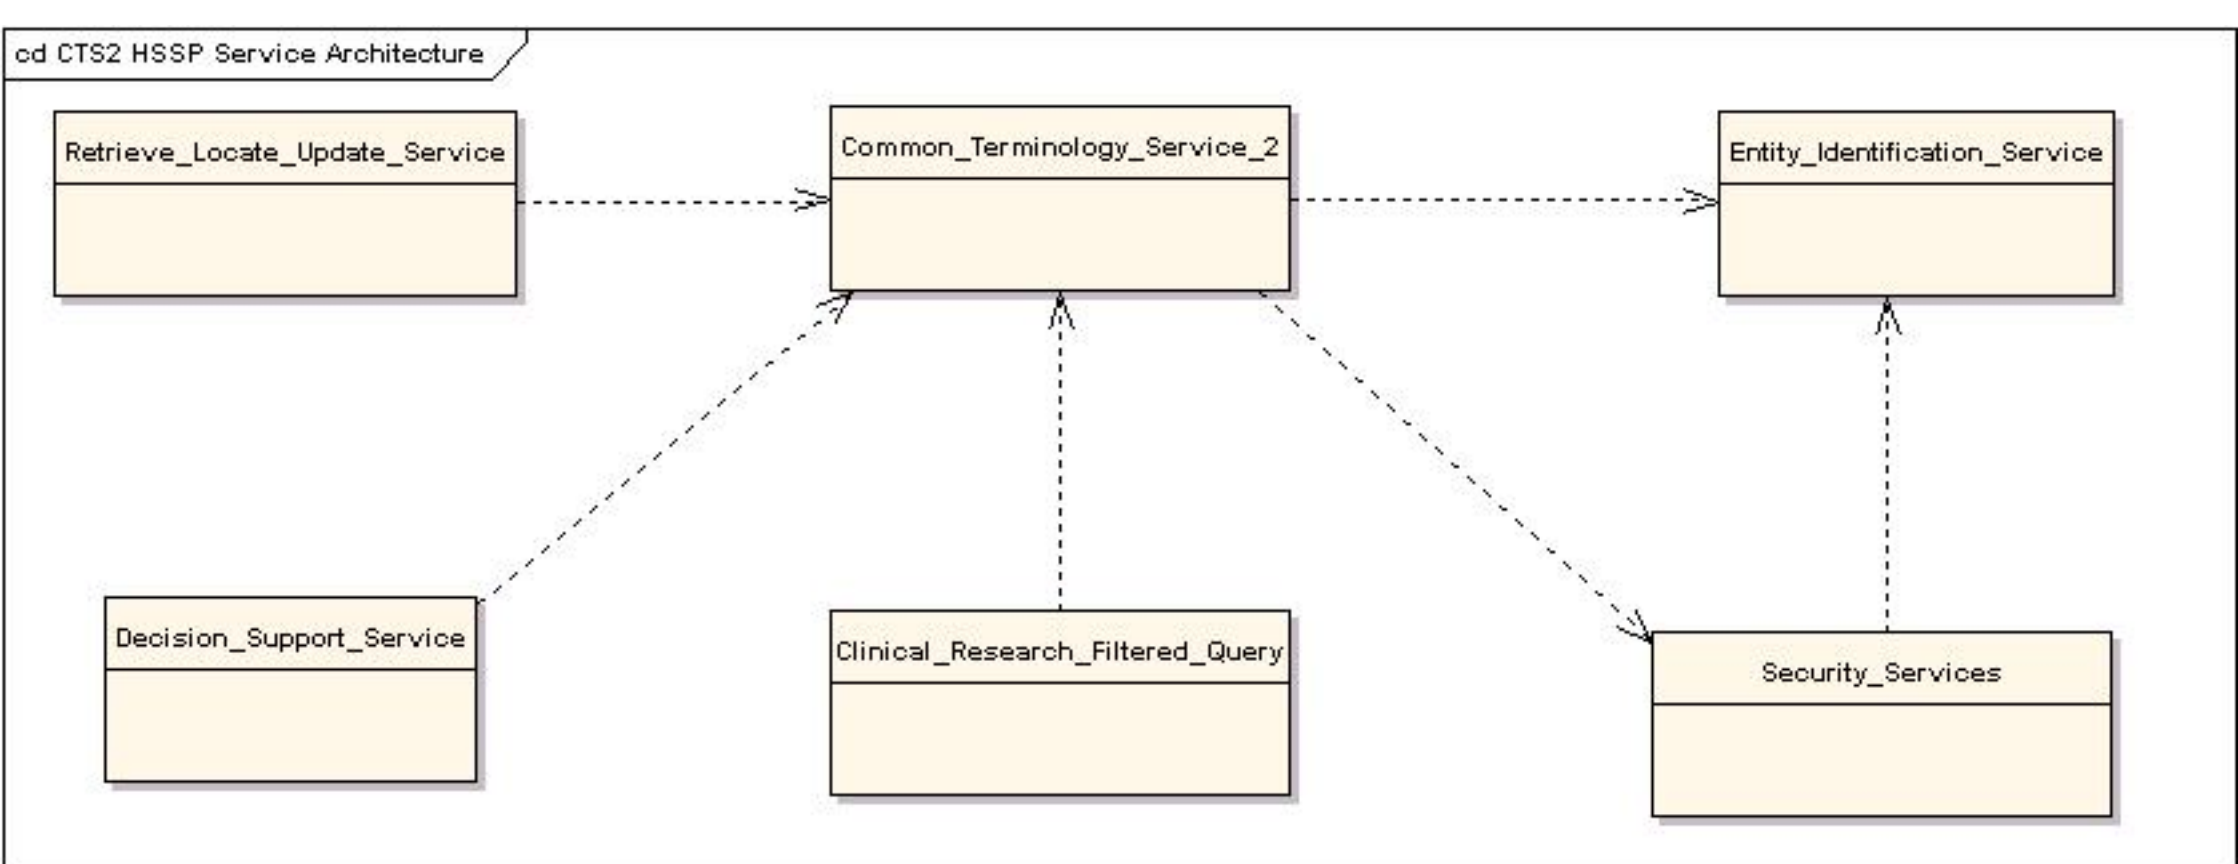 cd CTS2 HSSP Service Architecture
Retrieve_Locate_Update_Service
Common_Terminology_Service_2
Entity_Identification_Service
Decision_Support_Service
Clinical_Research_Filtered_Query
Security_Services